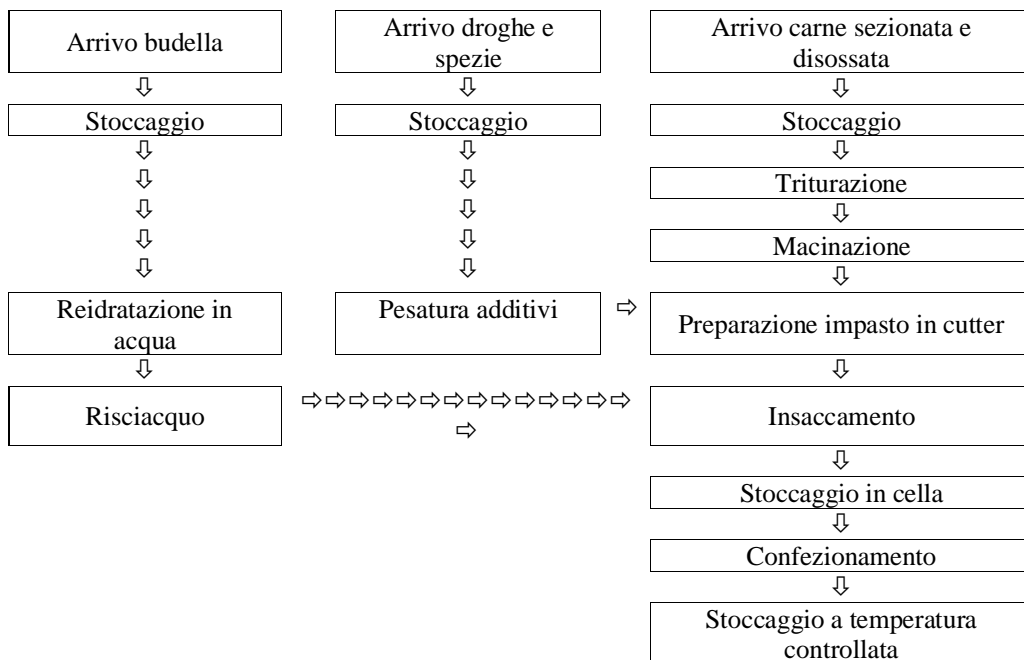 Arrivo budella
Arrivo droghe e
spezie
Arrivo carne sezionata e
disossata
⇩
⇩
⇩
Stoccaggio
Stoccaggio
Stoccaggio
⇩
⇩
⇩
⇩
⇩
Triturazione
⇩
⇩
⇩
⇩
⇩
Macinazione
⇩
⇩
⇩
Reidratazione in
acqua
Pesatura additivi
⇨
Preparazione impasto in cutter
⇩
⇩
Risciacquo
⇨⇨⇨⇨⇨⇨⇨⇨⇨⇨⇨⇨⇨⇨
⇨
Insaccamento
⇩
Stoccaggio in cella
⇩
Confezionamento
⇩
Stoccaggio a temperatura
controllata